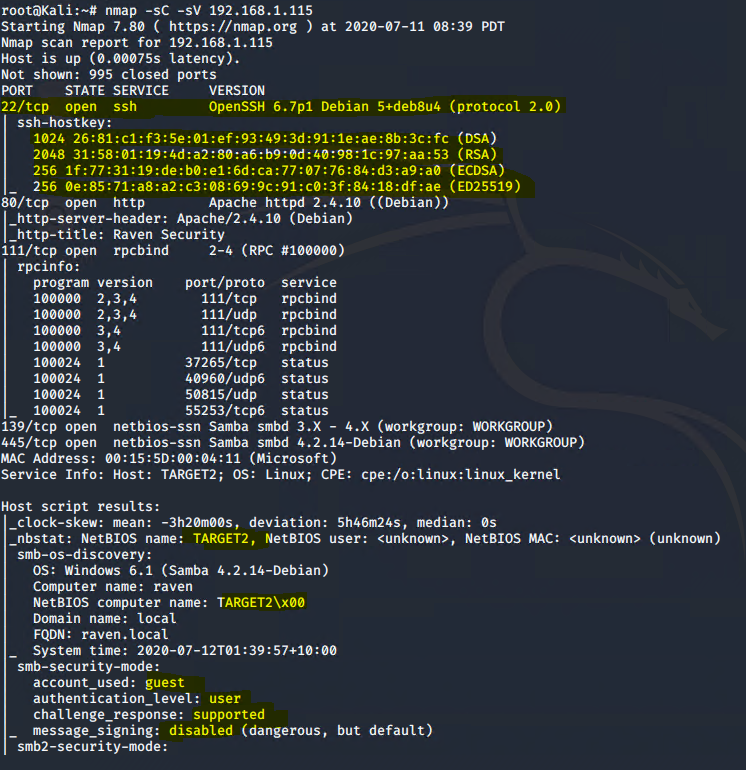 root@Kali:~# nmap -sC -sV 192.168.1.115
Starting Nmap 7.80 ( https://nmap.org ) at 2020-07-11 08:39 PDT
Nmap scan report for 192.168.1.115
Host is up (0.00075s latency).
Not shown: 995 closed ports
PORT    STATE SERVICE     VERSION
22/tcp  open  ssh         OpenSSH 6.7p1 Debian 5+deb8u4 (protocol 2.0)
| ssh-hostkey:
|   1024 26:81:c1:f3:5e:01:ef:93:49:3d:91:1e:ae:8b:3c:fc (DSA)
|   2048 31:58:01:19:4d:a2:80:a6:b9:0d:40:98:1c:97:aa:53 (RSA)
|   256 1f:77:31:19:de:b0:e1:6d:ca:77:07:76:84:d3:a9:a0 (ECDSA)
|_  256 0e:85:71:a8:a2:c3:08:69:9c:91:c0:3f:84:18:df:ae (ED25519)
80/tcp  open  http        Apache httpd 2.4.10 ((Debian))
|_http-server-header: Apache/2.4.10 (Debian)
|_http-title: Raven Security
111/tcp open  rpcbind     2-4 (RPC #100000)
| rpcinfo:
|   program version    port/proto  service
|   100000  2,3,4        111/tcp   rpcbind
|   100000  2,3,4        111/udp   rpcbind
|   100000  3,4          111/tcp6  rpcbind
|   100000  3,4          111/udp6  rpcbind
|   100024  1          37265/tcp   status
|   100024  1          40960/udp6  status
|   100024  1          50815/udp   status
|_  100024  1          55253/tcp6  status
139/tcp open  netbios-ssn Samba smbd 3.X - 4.X (workgroup: WORKGROUP)
445/tcp open  netbios-ssn Samba smbd 4.2.14-Debian (workgroup: WORKGROUP)
MAC Address: 00:15:5D:00:04:11 (Microsoft)
Service Info: Host: TARGET2; OS: Linux; CPE: cpe:/o:linux:linux_kernel

Host script results:
|_clock-skew: mean: -3h20m00s, deviation: 5h46m24s, median: 0s
|_nbstat: NetBIOS name: TARGET2, NetBIOS user: <unknown>, NetBIOS MAC: <unknown> (unknown)
| smb-os-discovery:
|   OS: Windows 6.1 (Samba 4.2.14-Debian)
|   Computer name: raven
|   NetBIOS computer name: TARGET2\x00
|   Domain name: local
|   FQDN: raven.local
|_  System time: 2020-07-12T01:39:57+10:00
| smb-security-mode:
|   account_used: guest
|   authentication_level: user
|   challenge_response: supported
|_  message_signing: disabled (dangerous, but default)
| smb2-security-mode: